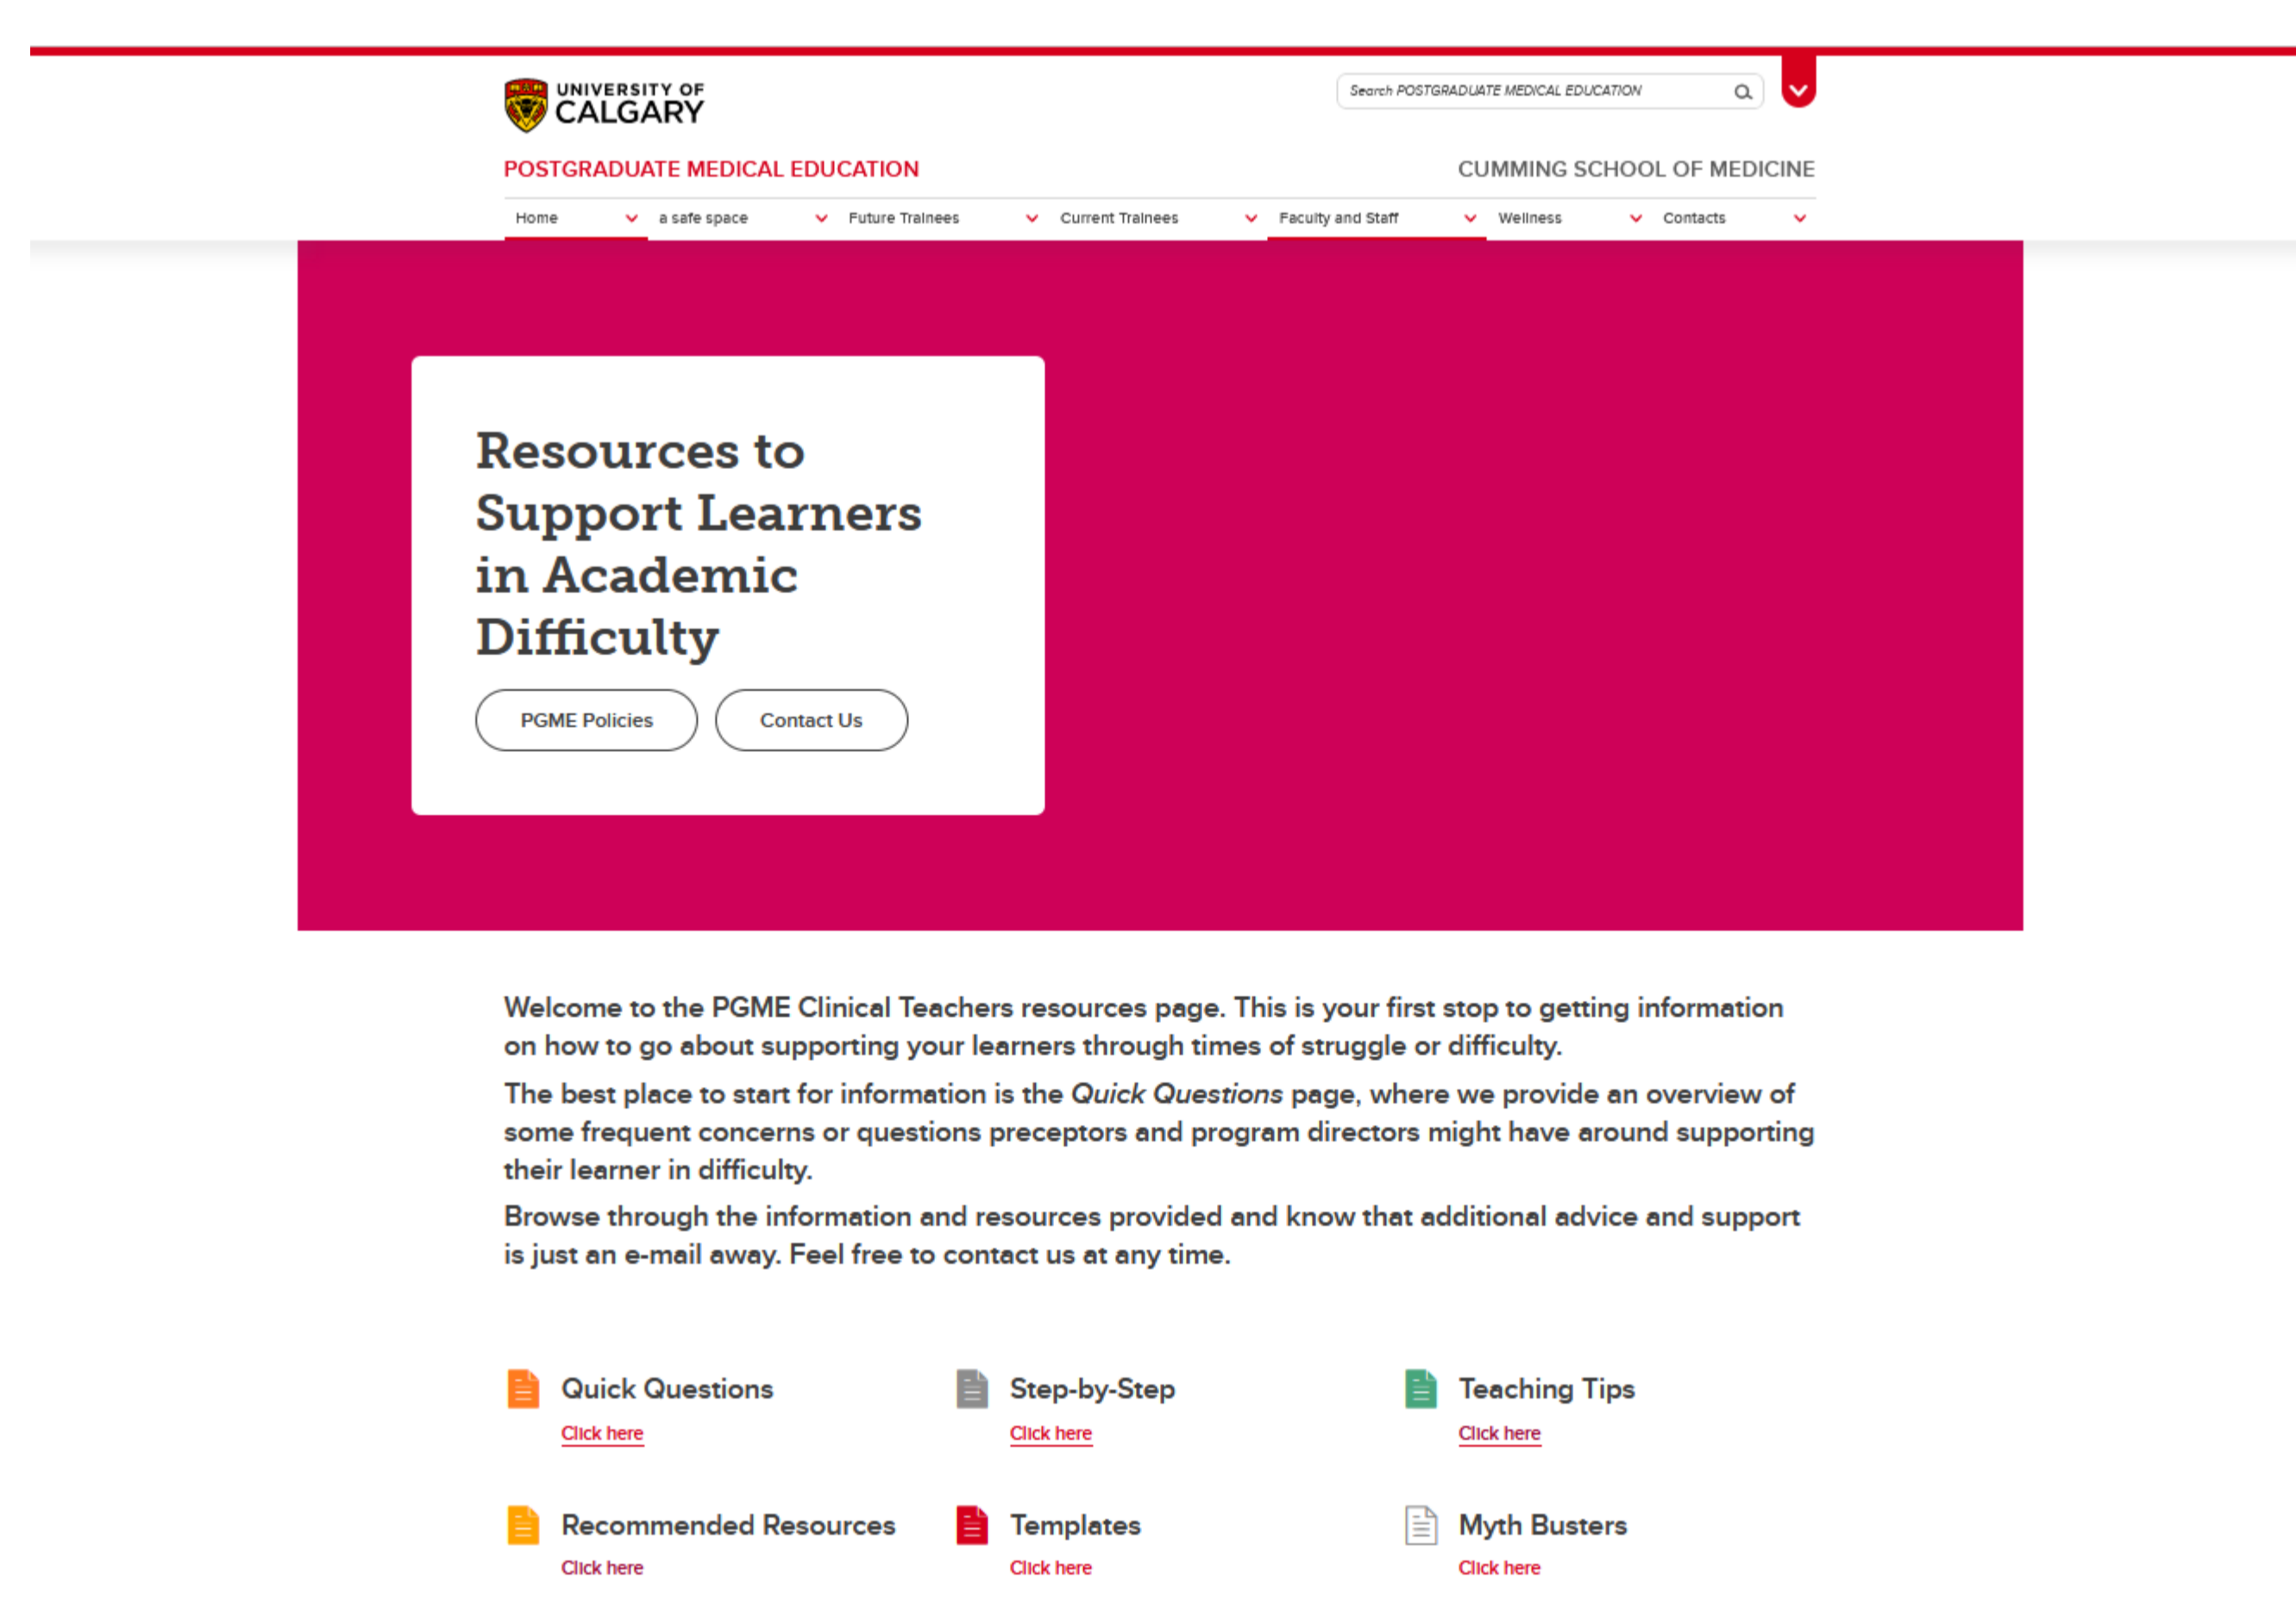 UNIVERSITY OF
CALGARY
Search POSTGRADUATE MEDICAL EDUCATION
POSTGRADUATE MEDICAL EDUCATION
CUMMING SCHOOL OF MEDICINE
Home a safe space Future Trainees Current Trainees Faculty and Staff Wellness Contacts
Resources to
Support Learners
in Academic
Difficulty
PGME Policies Contact Us
Welcome to the PGME Clinical Teachers resources page. This is your first stop to getting information
on how to go about supporting your learners through times of struggle or difficulty.
The best place to start for information is the Quick Questions page, where we provide an overview of
some frequent concerns or questions preceptors and program directors might have around supporting
their learner in difficulty.
Browse through the information and resources provided and know that additional advice and support
is just an e-mail away. Feel free to contact us at any time.
Quick Questions Step-by-Step Teaching Tips
Click here Click here Click here
Recommended Resources Templates Myth Busters
Click here Click here Click here